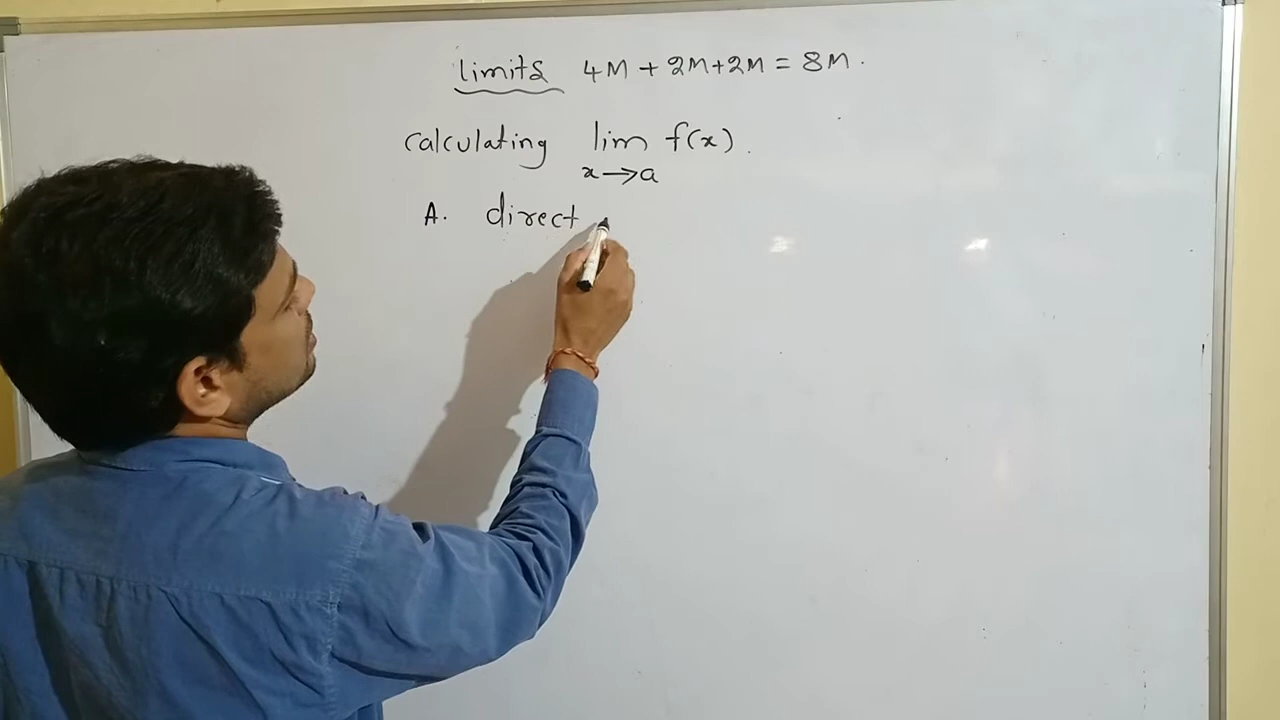 limits 4M + 2M+2M = 8M.
calculating lim f(x).
x→a
A. direct